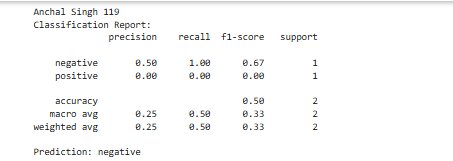 Anchal Singh 119
Classification Report:
precision recall f1-score support
negative 0.50 1.00 0.67 1
positive 0.00 0.00 0.00 1
accuracy 0.50 2
macro avg 0.25 0.50 0.33 2
weighted avg 0.25 0.50 0.33 2
Prediction: negative